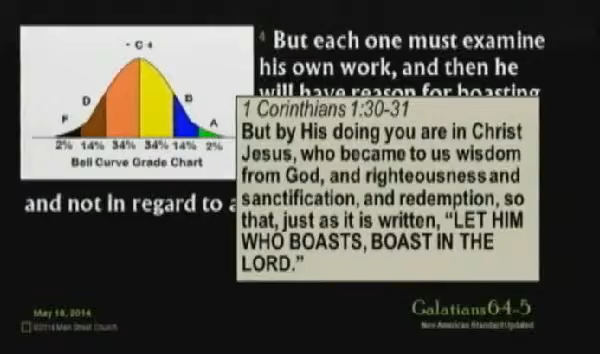 - C +
D
B
F
A
2% 14% 34% 34% 14% 2%
Bell Curve Grade Chart
4 But each one must examine
his own work, and then he
will have reason for boasting
and not in regard to a
1 Corinthians 1:30-31
But by His doing you are in Christ
Jesus, who became to us wisdom
from God, and righteousness and
sanctification, and redemption, so
that, just as it is written, “LET HIM
WHO BOASTS, BOAST IN THE
LORD.”
May 18, 2014
©2014 Main Street Church
Galatians 6:4-5
New American Standard Updated